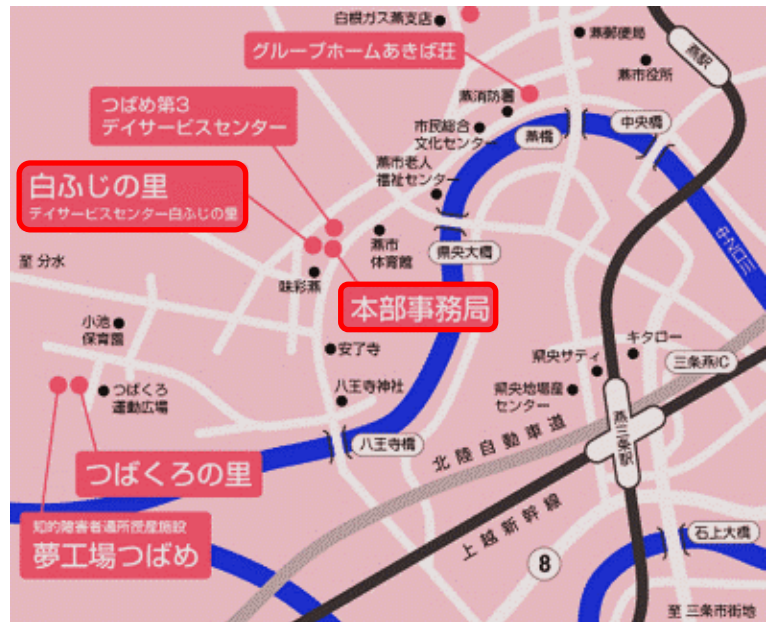 白根ガス燕支店
燕郵便局
グループホームあきば荘
燕駅
燕市役所
つばめ第3
デイサービスセンター
燕消防署
市民総合
文化センター
燕橋
中央橋
燕市老人
福祉センター
白ふじの里
デイサービスセンター白ふじの里
燕市
体育館
県央大橋
至 分水
味彩燕
本部事務局
小池
保育園
安了寺
県央サティ
キタロー
三条燕IC
つばくろ
運動広場
八王寺神社
県央地場産
センター
燕三条駅
八王寺橋
北陸自動車道
つばくろの里
上越新幹線
知的障害者通所授産施設
夢工場つばめ
8
石上大橋
至 三条市街地